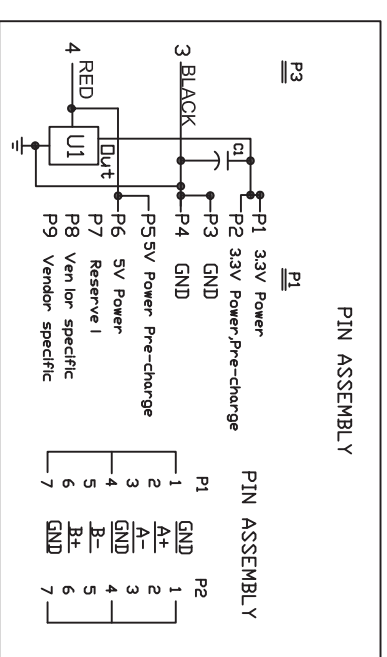 PIN ASSEMBLY
P3
P1
3 BLACK
C1
4 RED
U1
Out
P1 3.3V Power
P2 3.3V Power,Pre-charge
P3 GND
P4 GND
P5 5V Power Pre-charge
P6 5V Power
P7 Reserve I
P8 Ven lor specific
P9 Vendor specific
PIN ASSEMBLY
P1 P2
1 GND 1
2 A+ 2
3 A- 3
4 GND 4
5 B- 5
6 B+ 6
7 GND 7